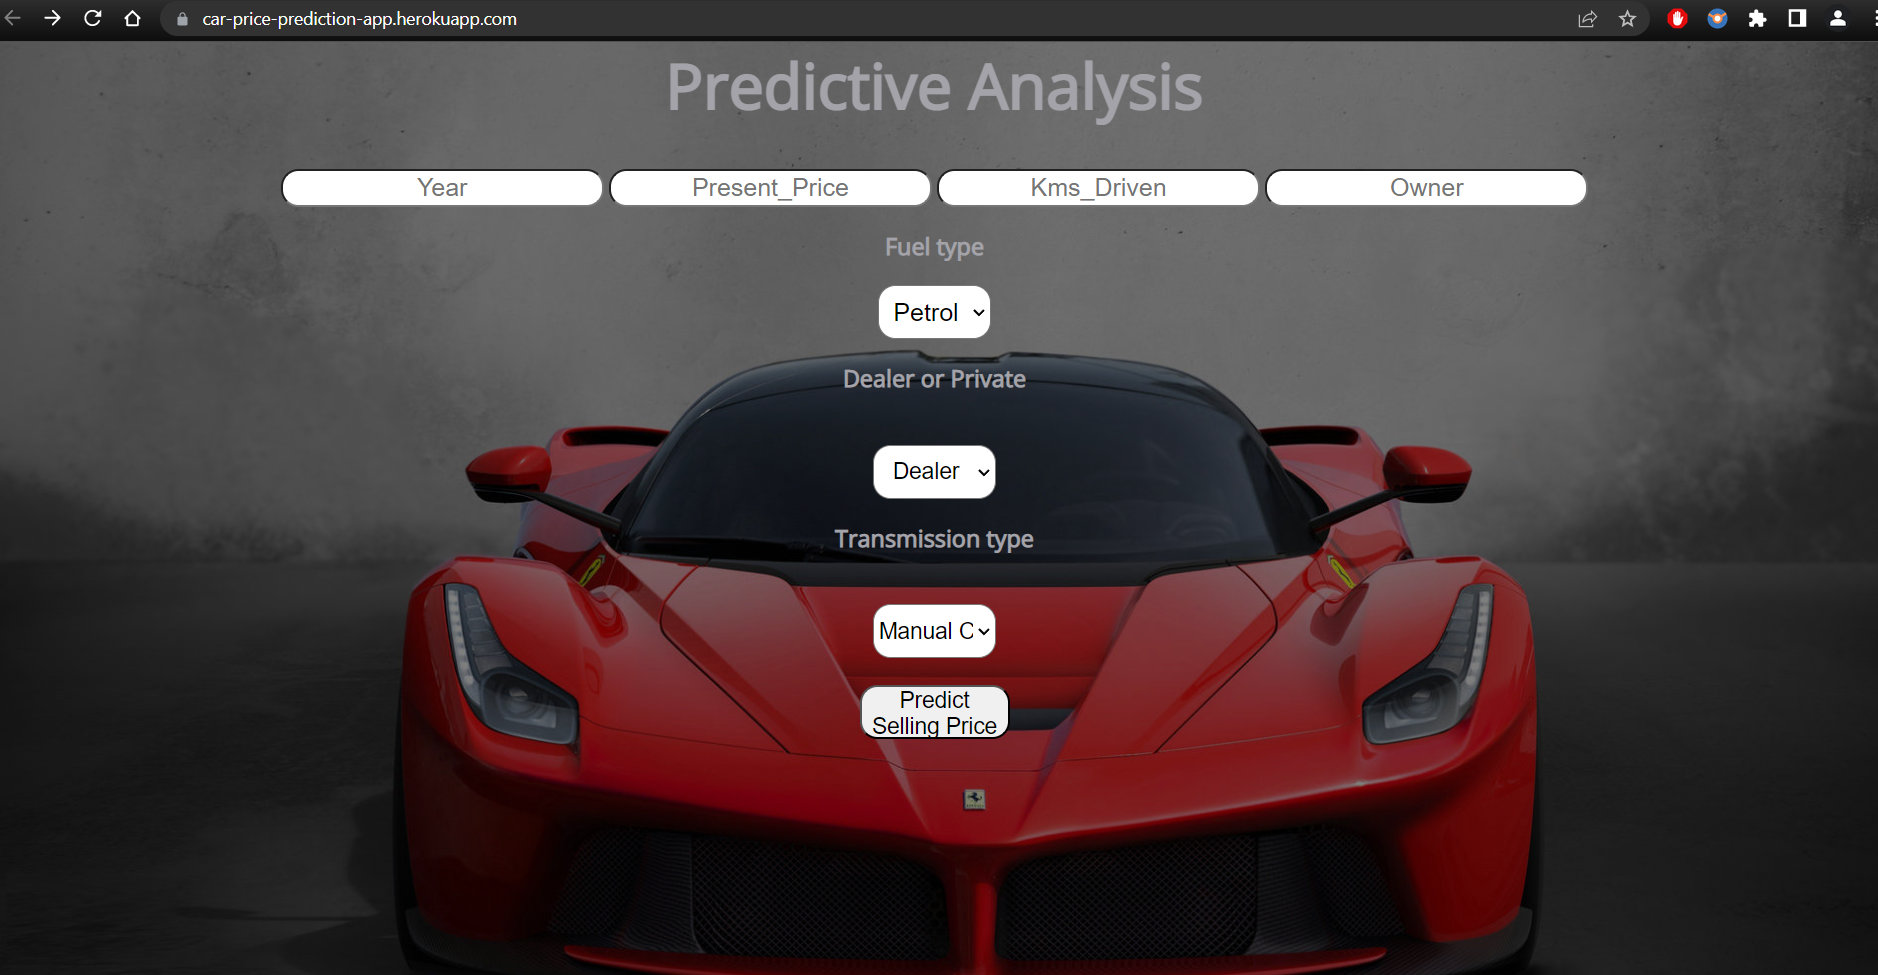 car-price-prediction-app.herokuapp.com
Predictive Analysis
Year Present_Price Kms_Driven Owner
Fuel type
Petrol
Dealer or Private
Dealer
Transmission type
Manual C
Predict
Selling Price